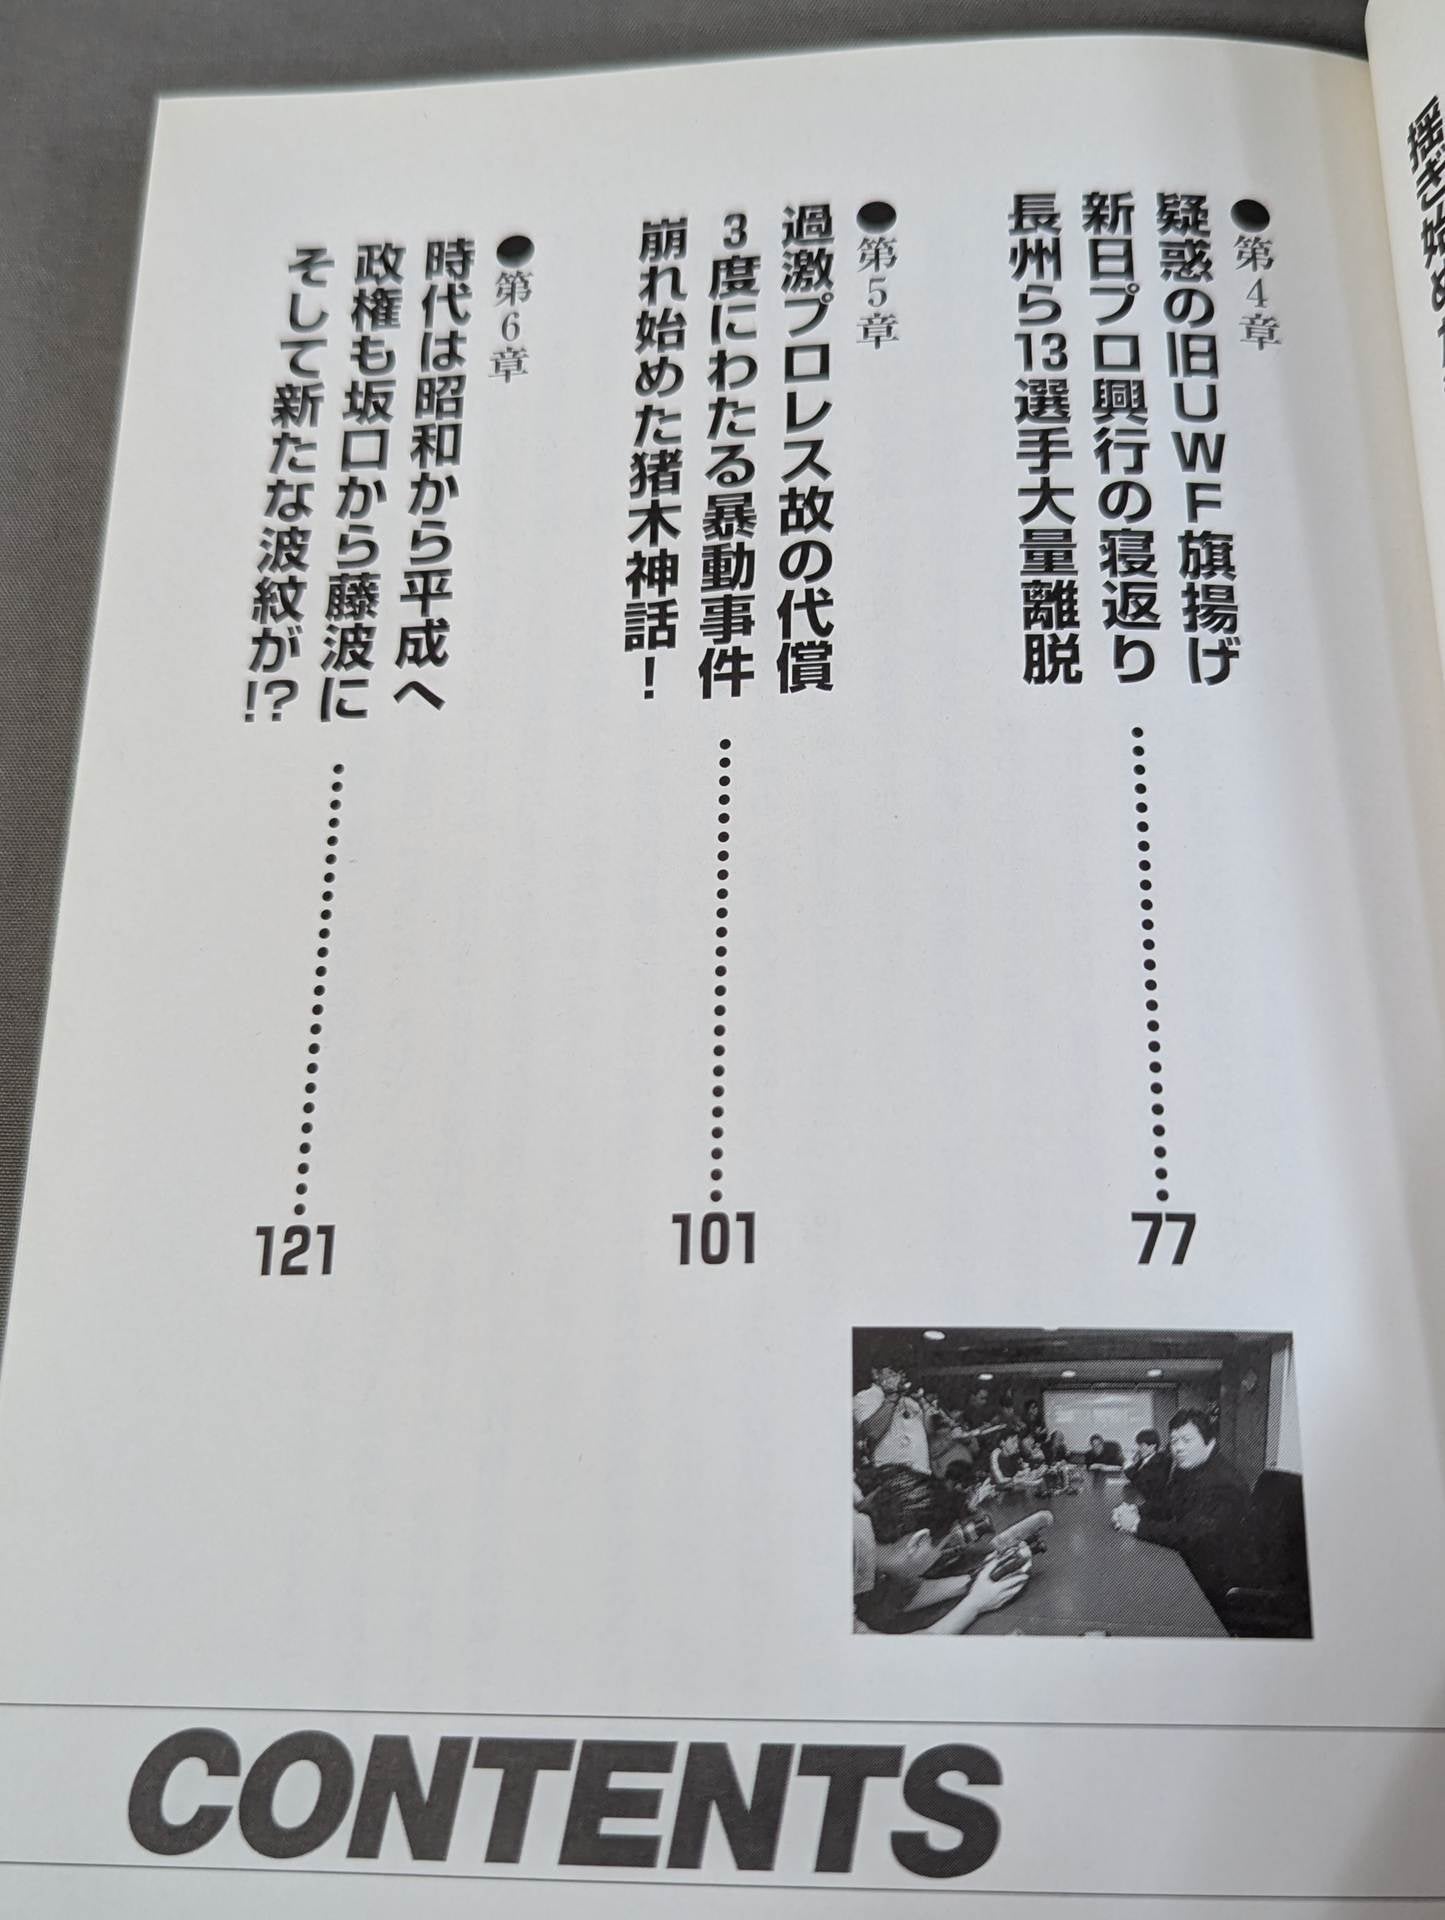 揺ぎ始め
●第4章
疑惑の旧UWF旗揚げ
新日プロ興行の寝返り
長州ら13選手大量離脱
77
●第5章
過激プロレス故の代償
3度にわたる暴動事件
崩れ始めた猪木神話!
101
●第6章
時代は昭和から平成へ
政権も坂口から藤波に
そして新たな波紋が!?
121
CONTENTS